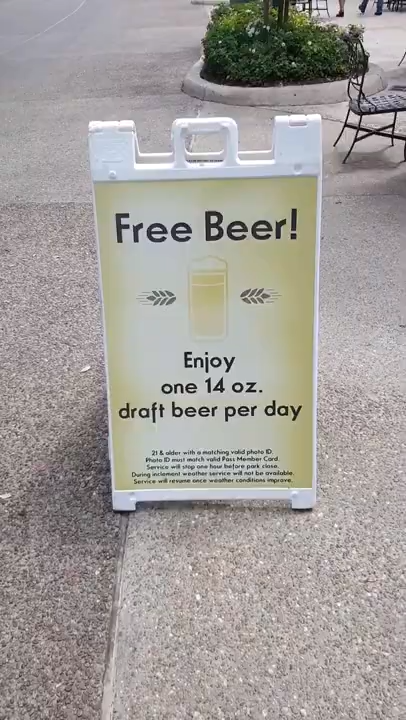 Free Beer!
Enjoy
one 14 oz.
draft beer per day
21 & older with a matching valid photo ID.
Photo ID must match valid Pass Member Card.
Service will stop one hour before park close.
During inclement weather service will not be available.
Service will resume once weather conditions improve.